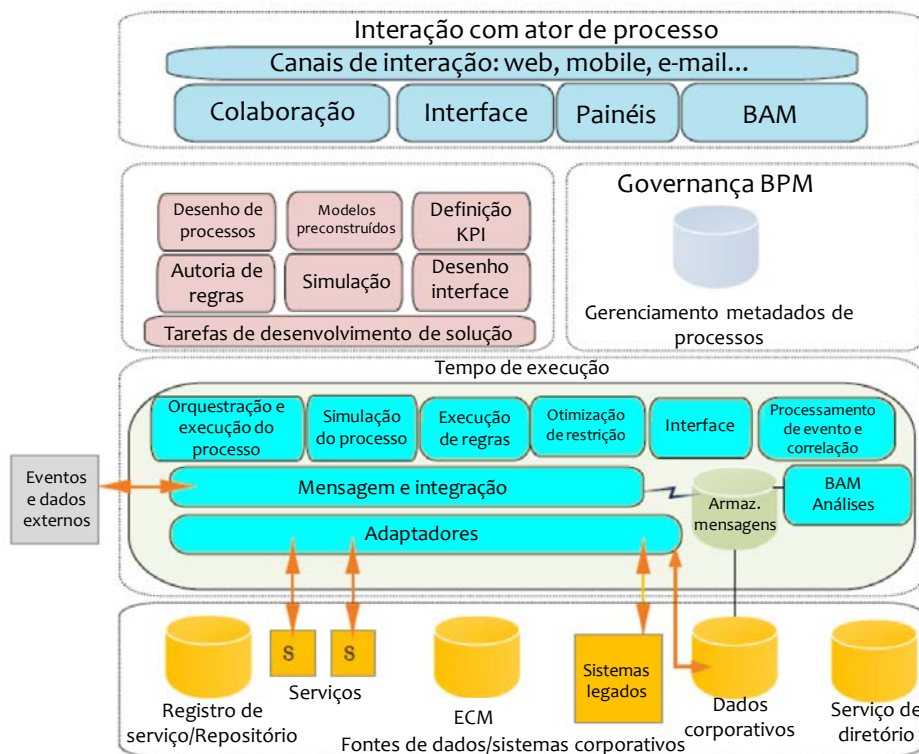 Interação com ator de processo
Canais de interação: web, mobile, e-mail...
Colaboração
Interface
Painéis
BAM
Desenho de
processos
Modelos
preconstruídos
Definição
KPI
Autoria de
regras
Simulação
Desenho
interface
Tarefas de desenvolvimento de solução
Governança BPM
Gerenciamento metadados de
processos
Tempo de execução
Orquestração e
execução do
processo
Simulação
do processo
Execução
de regras
Otimização
de restrição
Interface
Processamento
de evento e
correlação
Eventos
e dados
externos
Mensagem e integração
Armaz.
mensagens
BAM
Análises
Adaptadores
Registro de
serviço/Repositório
S
S
Serviços
ECM
Sistemas
legados
Dados
corporativos
Serviço de
diretório
Fontes de dados/sistemas corporativos